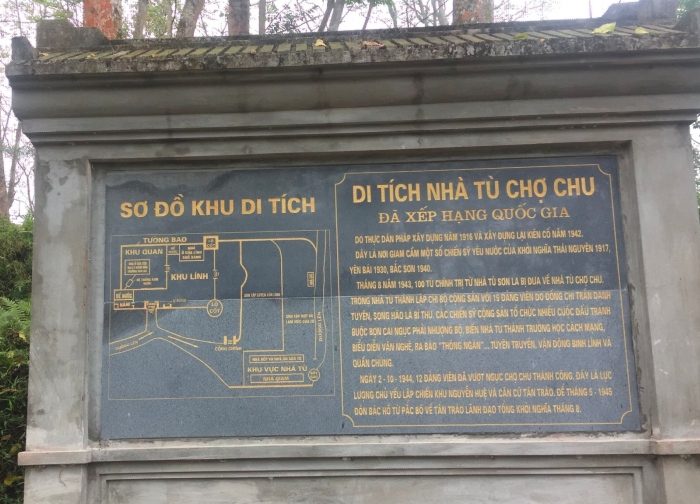 SƠ ĐỒ KHU DI TÍCH
TƯỜNG BAO
KHU QUAN
KHU LÍNH
LÔ CỐT
BỂ NƯỚC
CỔNG CHÍNH
KHU VỰC NHÀ TÙ
NHÀ GIAM
DI TÍCH NHÀ TÙ CHỢ CHU
ĐÃ XẾP HẠNG QUỐC GIA
DO THỰC DÂN PHÁP XÂY DỰNG NĂM 1916 VÀ XÂY DỰNG LẠI KIÊN CỐ NĂM 1942.
ĐÂY LÀ NƠI GIAM CẦM MỘT SỐ CHIẾN SỸ YÊU NƯỚC CỦA KHỞI NGHĨA THÁI NGUYÊN 1917,
YÊN BÁI 1930, BẮC SƠN 1940.
THÁNG 8 NĂM 1943, 100 TÙ CHÍNH TRỊ TỪ NHÀ TÙ SƠN LA BỊ ĐƯA VỀ NHÀ TÙ CHỢ CHU
TRONG NHÀ TÙ THÀNH LẬP CHI BỘ CỘNG SẢN VỚI 15 ĐẢNG VIÊN DO ĐỒNG CHÍ TRẦN DANH
TUYÊN, SONG HÀO LÀ BÍ THƯ. CÁC CHIẾN SỸ CỘNG SẢN TỔ CHỨC NHIỀU CUỘC ĐẤU TRANH
BUỘC BỌN CAI NGỤC PHẢI NHƯỢNG BỘ, BIẾN NHÀ TÙ THÀNH TRƯỜNG HỌC CÁCH MẠNG,
BIỂU DIỄN VĂN NGHỆ, RA BÁO "THÔNG NGÀN"... TUYÊN TRUYỀN, VẬN ĐỘNG BINH LÍNH VÀ
QUẦN CHÚNG.
NGÀY 2 - 10 - 1944, 12 ĐẢNG VIÊN ĐÃ VƯỢT NGỤC CHỢ CHU THÀNH CÔNG, ĐÂY LÀ LỰC
LƯỢNG CHỦ YẾU LẬP CHIẾN KHU NGUYỄN HUỆ VÀ CĂN CỨ TÂN TRÀO. ĐỂ THÁNG 5 - 1945
ĐÓN BÁC HỒ TỪ PẮC BÓ VỀ TÂN TRÀO LÃNH ĐẠO TỔNG KHỞI NGHĨA THÁNG 8.